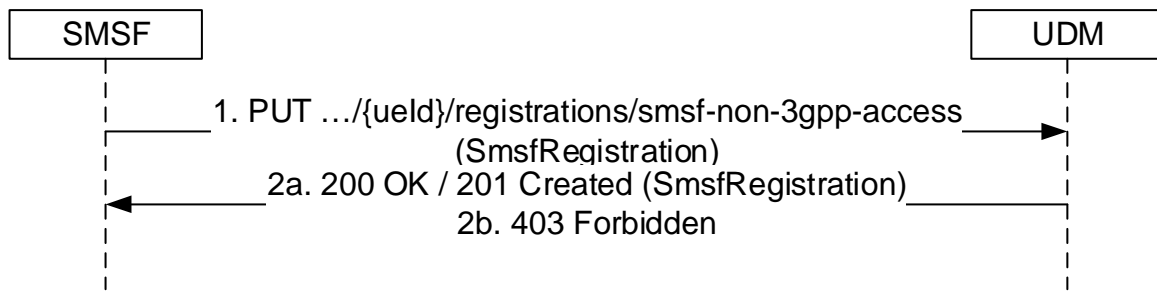 SMSF
UDM
1. PUT …/{ueId}/registrations/smsf-non-3gpp-access
(SmsfRegistration)
2a. 200 OK / 201 Created (SmsfRegistration)
2b. 403 Forbidden